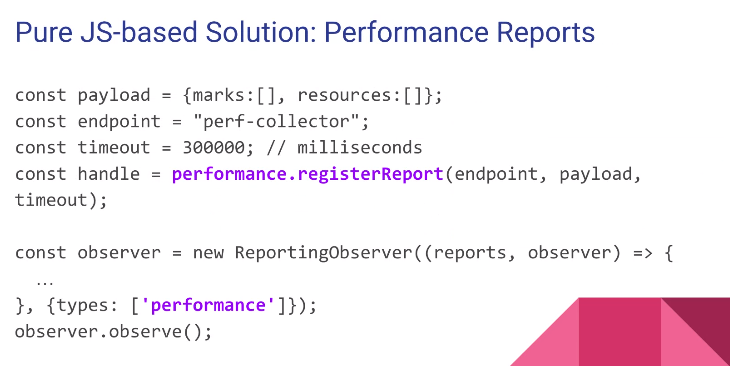 Pure JS-based Solution: Performance Reports
const payload = {marks:[], resources:[]};
const endpoint = "perf-collector";
const timeout = 300000; // milliseconds
const handle = performance.registerReport(endpoint, payload,
timeout);
const observer = new ReportingObserver((reports, observer) => {
…
}, {types: ['performance']});
observer.observe();